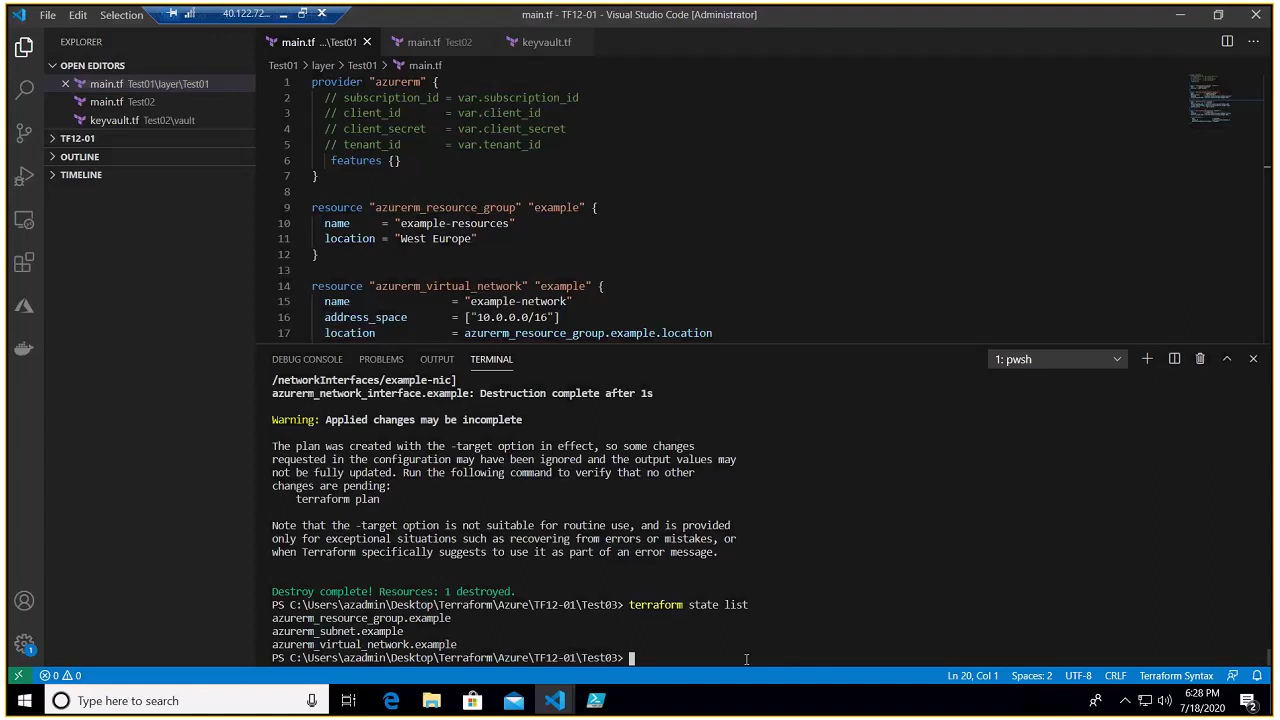 File Edit Selection
40.122.72...
main.tf - TF12-01 - Visual Studio Code [Administrator]
EXPLORER
OPEN EDITORS
main.tf Test01\layer\Test01
main.tf Test02
keyvault.tf Test02\vault
TF12-01
OUTLINE
TIMELINE
main.tf ...\Test01
main.tf Test02
keyvault.tf
Test01 > layer > Test01 > main.tf
1 provider "azurerm" {
2 // subscription_id = var.subscription_id
3 // client_id = var.client_id
4 // client_secret = var.client_secret
5 // tenant_id = var.tenant_id
6 features {}
7 }
8
9 resource "azurerm_resource_group" "example" {
10 name = "example-resources"
11 location = "West Europe"
12 }
13
14 resource "azurerm_virtual_network" "example" {
15 name = "example-network"
16 address_space = ["10.0.0.0/16"]
17 location = azurerm_resource_group.example.location
DEBUG CONSOLE PROBLEMS OUTPUT TERMINAL
1: pwsh
/networkInterfaces/example-nic]
azurerm_network_interface.example: Destruction complete after 1s
Warning: Applied changes may be incomplete
The plan was created with the -target option in effect, so some changes
requested in the configuration may have been ignored and the output values may
not be fully updated. Run the following command to verify that no other
changes are pending:
terraform plan
Note that the -target option is not suitable for routine use, and is provided
only for exceptional situations such as recovering from errors or mistakes, or
when Terraform specifically suggests to use it as part of an error message.
Destroy complete! Resources: 1 destroyed.
PS C:\Users\azadmin\Desktop\Terraform\Azure\TF12-01\Test03> terraform state list
azurerm_resource_group.example
azurerm_subnet.example
azurerm_virtual_network.example
PS C:\Users\azadmin\Desktop\Terraform\Azure\TF12-01\Test03>
1
0 0
Ln 20, Col 1 Spaces: 2 UTF-8 CRLF Terraform Syntax
Type here to search
6:28 PM
7/18/2020
2